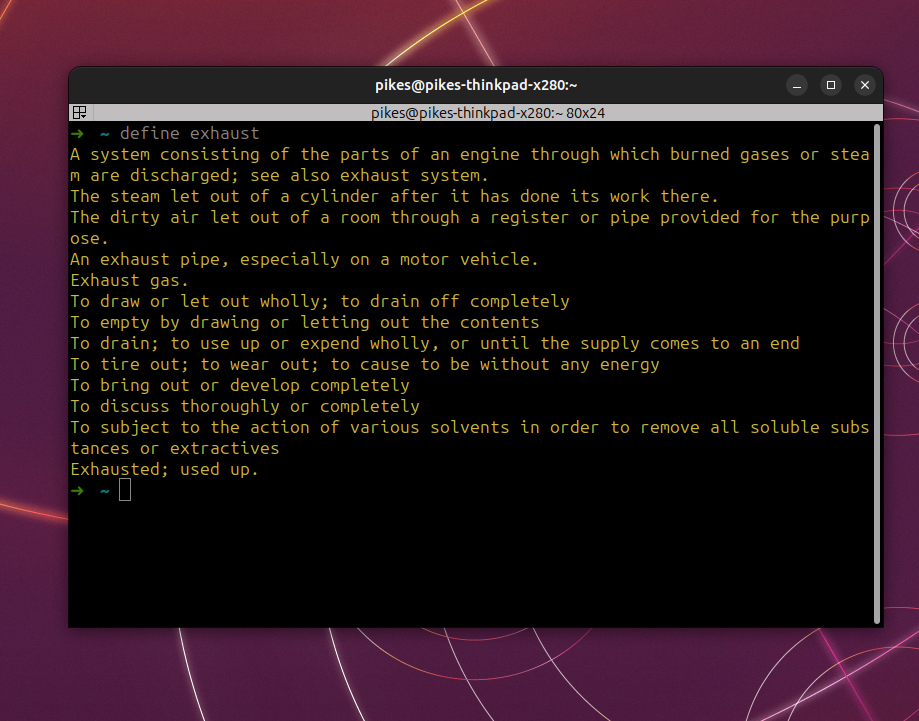 pikes@pikes-thinkpad-x280:~
pikes@pikes-thinkpad-x280:~ 80x24
➜  ~ define exhaust
A system consisting of the parts of an engine through which burned gases or stea
m are discharged; see also exhaust system.
The steam let out of a cylinder after it has done its work there.
The dirty air let out of a room through a register or pipe provided for the purp
ose.
An exhaust pipe, especially on a motor vehicle.
Exhaust gas.
To draw or let out wholly; to drain off completely
To empty by drawing or letting out the contents
To drain; to use up or expend wholly, or until the supply comes to an end
To tire out; to wear out; to cause to be without any energy
To bring out or develop completely
To discuss thoroughly or completely
To subject to the action of various solvents in order to remove all soluble subs
tances or extractives
Exhausted; used up.
➜  ~